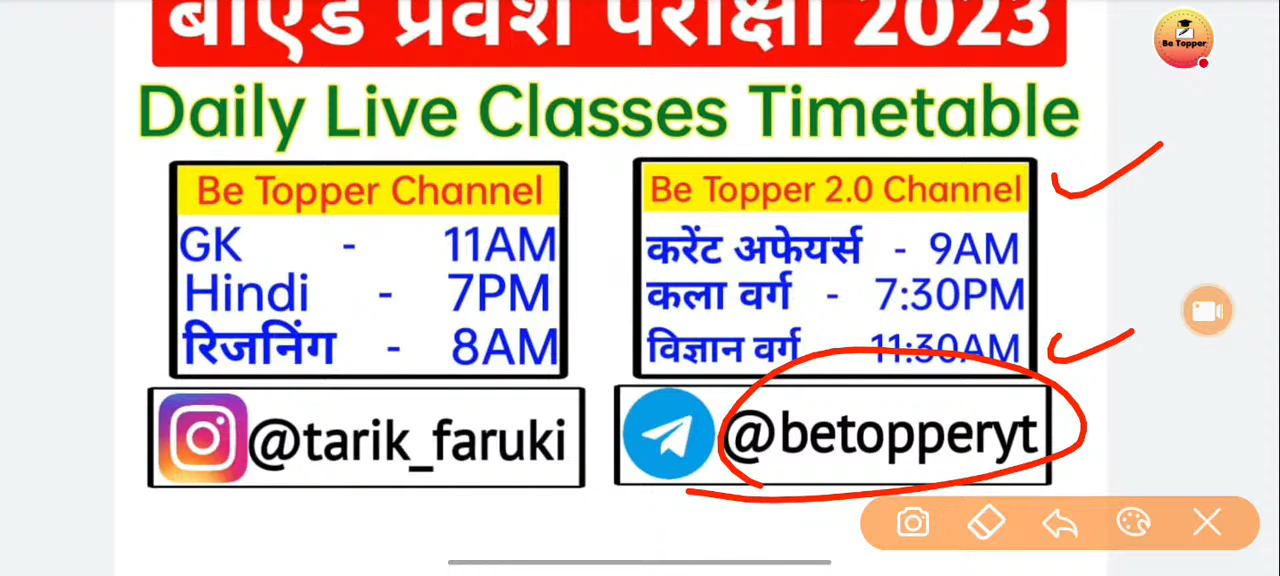 बीएड प्रवेश परीक्षा 2023
Be Topper
Daily Live Classes Timetable
Be Topper Channel
GK - 11AM
Hindi - 7PM
रिजनिंग - 8AM
Be Topper 2.0 Channel
करेंट अफेयर्स - 9AM
कला वर्ग - 7:30PM
विज्ञान वर्ग 11:30AM
@tarik_faruki
@betopperyt